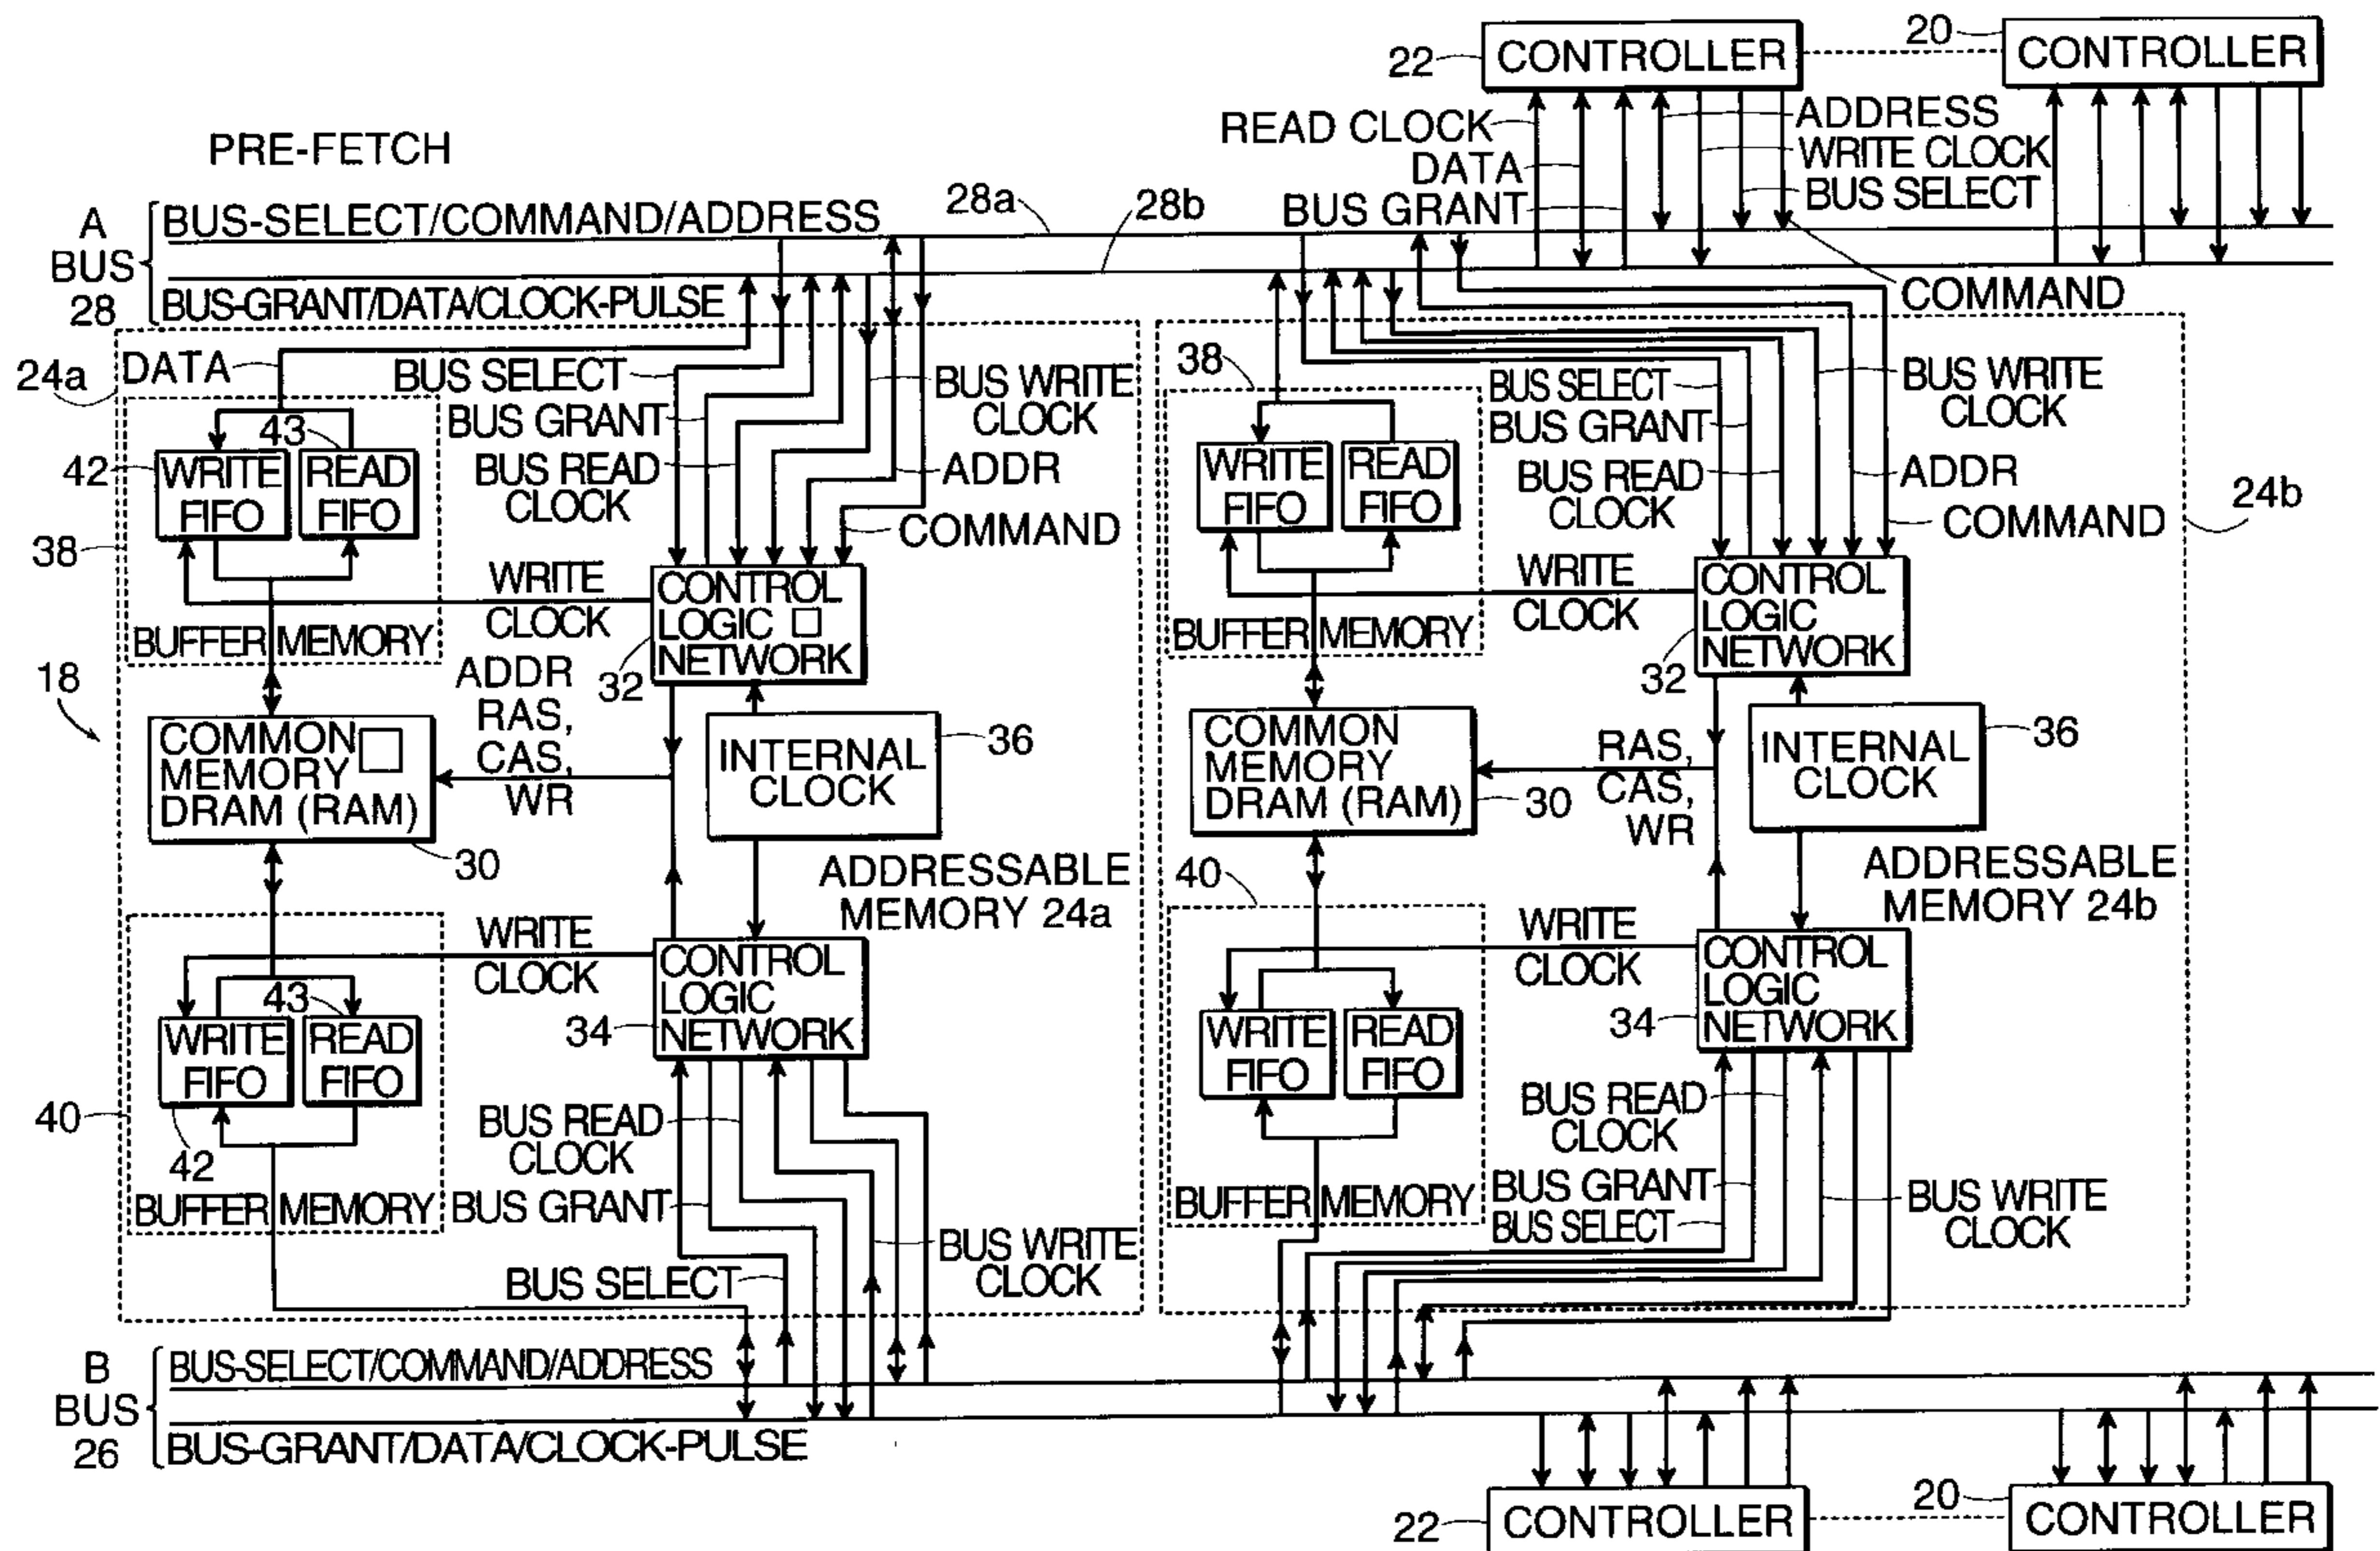 22
CONTROLLER
20
CONTROLLER
READ CLOCK
DATA
BUS GRANT
ADDRESS
WRITE CLOCK
BUS SELECT
COMMAND
PRE-FETCH
A
BUS
28
BUS-SELECT/COMMAND/ADDRESS
28a
28b
BUS-GRANT/DATA/CLOCK-PULSE
24a
DATA
BUS SELECT
BUS GRANT
BUS READ
CLOCK
BUS WRITE
CLOCK
ADDR
COMMAND
43
42
WRITE
FIFO
READ
FIFO
38
BUFFER MEMORY
WRITE
CLOCK
CONTROL
LOGIC
NETWORK
32
18
ADDR
RAS,
CAS,
WR
COMMON
MEMORY
DRAM (RAM)
30
INTERNAL
CLOCK
36
ADDRESSABLE
MEMORY 24a
WRITE
CLOCK
CONTROL
LOGIC
NETWORK
34
43
WRITE
FIFO
READ
FIFO
40
42
BUFFER MEMORY
BUS READ
CLOCK
BUS GRANT
BUS SELECT
BUS WRITE
CLOCK
38
BUS SELECT
BUS GRANT
BUS READ
CLOCK
BUS WRITE
CLOCK
ADDR
COMMAND
24b
WRITE
FIFO
READ
FIFO
BUFFER MEMORY
WRITE
CLOCK
CONTROL
LOGIC
NETWORK
32
COMMON
MEMORY
DRAM (RAM)
30
RAS,
CAS,
WR
INTERNAL
CLOCK
36
ADDRESSABLE
MEMORY 24b
40
WRITE
CLOCK
CONTROL
LOGIC
NETWORK
34
WRITE
FIFO
READ
FIFO
BUFFER MEMORY
BUS READ
CLOCK
BUS GRANT
BUS SELECT
BUS WRITE
CLOCK
B
BUS
26
BUS-SELECT/COMMAND/ADDRESS
BUS-GRANT/DATA/CLOCK-PULSE
22
CONTROLLER
20
CONTROLLER